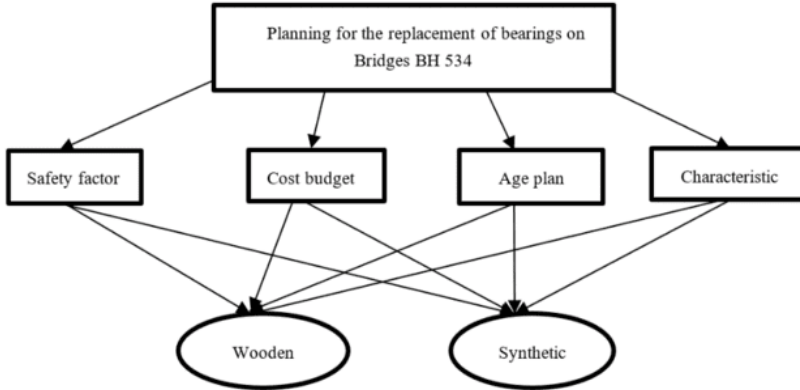 Planning for the replacement of bearings on
Bridges BH 534
Safety factor
Cost budget
Age plan
Characteristic
Wooden
Synthetic